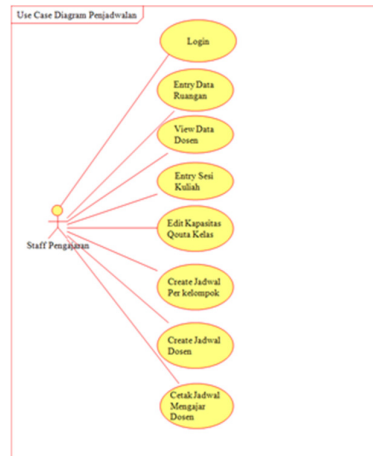 Use Case Diagram Penjadwalan
Login
Entry Data
Ruangan
View Data
Dosen
Entry Sesi
Kuliah
Staff Pengajaran
Edit Kapasitas
Qouta Kelas
Create Jadwal
Per kelompok
Create Jadwal
Dosen
Cetak Jadwal
Mengajar
Dosen